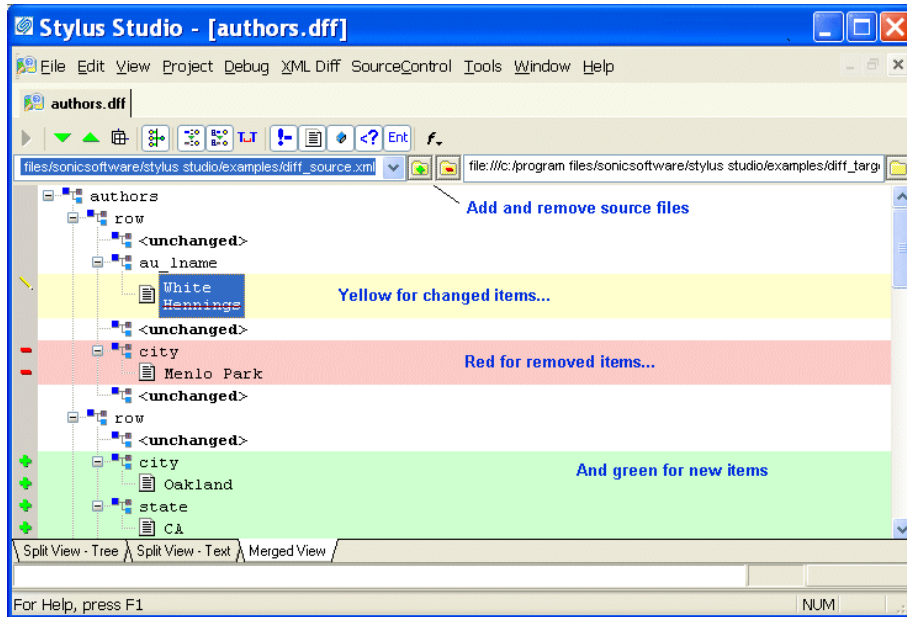 Stylus Studio - [authors.dff]
File Edit View Project Debug XML Diff SourceControl Tools Window Help
authors.dff
TUT !- <? Ent f
files/sonicsoftware/stylus studio/examples/diff_source.xml file:///c:/program files/sonicsoftware/stylus studio/examples/diff_targ
authors
Add and remove source files
row
<unchanged>
au_lname
White
Hennings
Yellow for changed items...
<unchanged>
city
Red for removed items...
Menlo Park
<unchanged>
row
<unchanged>
city
And green for new items
Oakland
state
CA
Split View - Tree Split View - Text Merged View
For Help, press F1 NUM